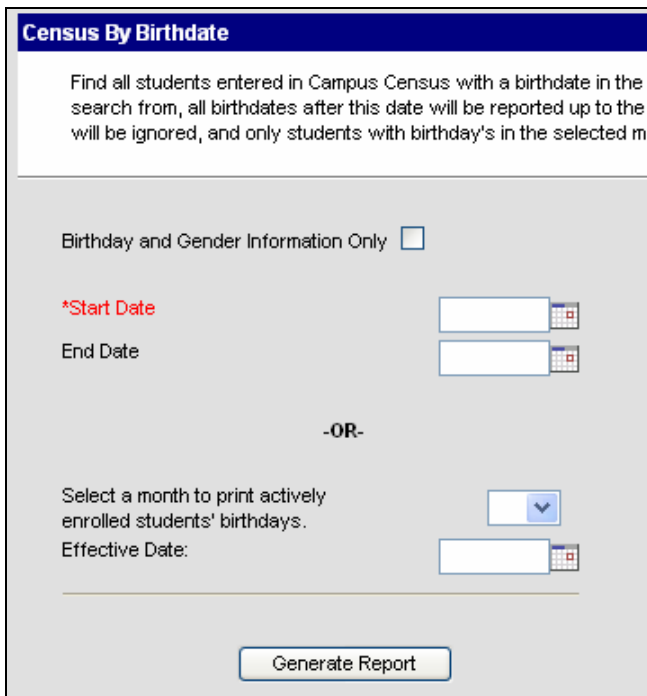 Census By Birthdate
Find all students entered in Campus Census with a birthdate in the
search from, all birthdates after this date will be reported up to the
will be ignored, and only students with birthday's in the selected m
Birthday and Gender Information Only
*Start Date
End Date
-OR-
Select a month to print actively
enrolled students' birthdays.
Effective Date:
Generate Report